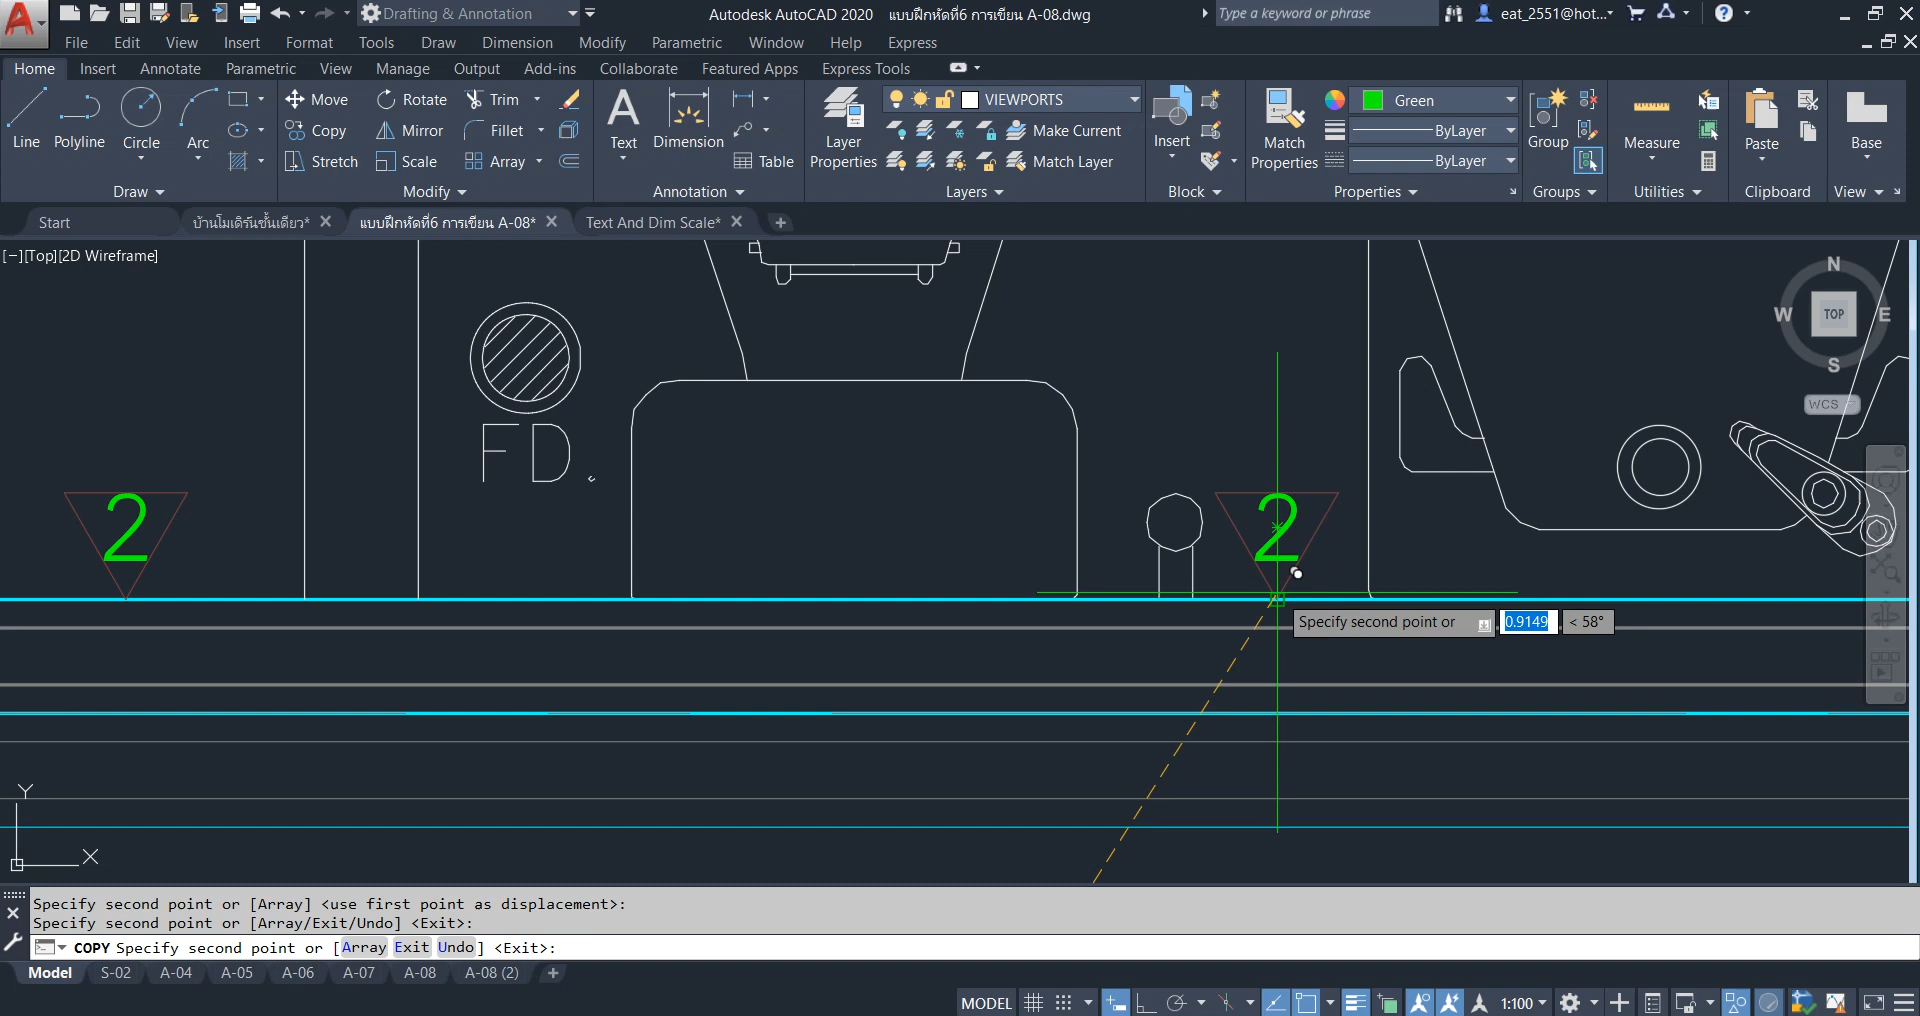 Drafting & Annotation
Autodesk AutoCAD 2020 แบบฝึกหัดที่6 การเขียน A-08.dwg
Type a keyword or phrase
eat_2551@hot...
File Edit View Insert Format Tools Draw Dimension Modify Parametric Window Help Express
Home Insert Annotate Parametric View Manage Output Add-ins Collaborate Featured Apps Express Tools
Line Polyline Circle Arc
Move Rotate Trim
Copy Mirror Fillet
Stretch Scale Array
Text Dimension Table
Layer Properties
VIEWPORTS
Make Current
Match Layer
Insert
Match Properties
Green
ByLayer
ByLayer
Group Measure Paste Base
Draw Modify Annotation Layers Block Properties Groups Utilities Clipboard View
Start บ้านโมเดิร์นชั้นเดียว* แบบฝึกหัดที่6 การเขียน A-08* Text And Dim Scale*
[−][Top][2D Wireframe]
N
W TOP E
S
WCS
FD.
2 2
Specify second point or 0.9149 < 58°
Y
X
Specify second point or [Array] <use first point as displacement>:
Specify second point or [Array/Exit/Undo] <Exit>:
COPY Specify second point or [Array Exit Undo] <Exit>:
Model S-02 A-04 A-05 A-06 A-07 A-08 A-08 (2)
MODEL 1:100